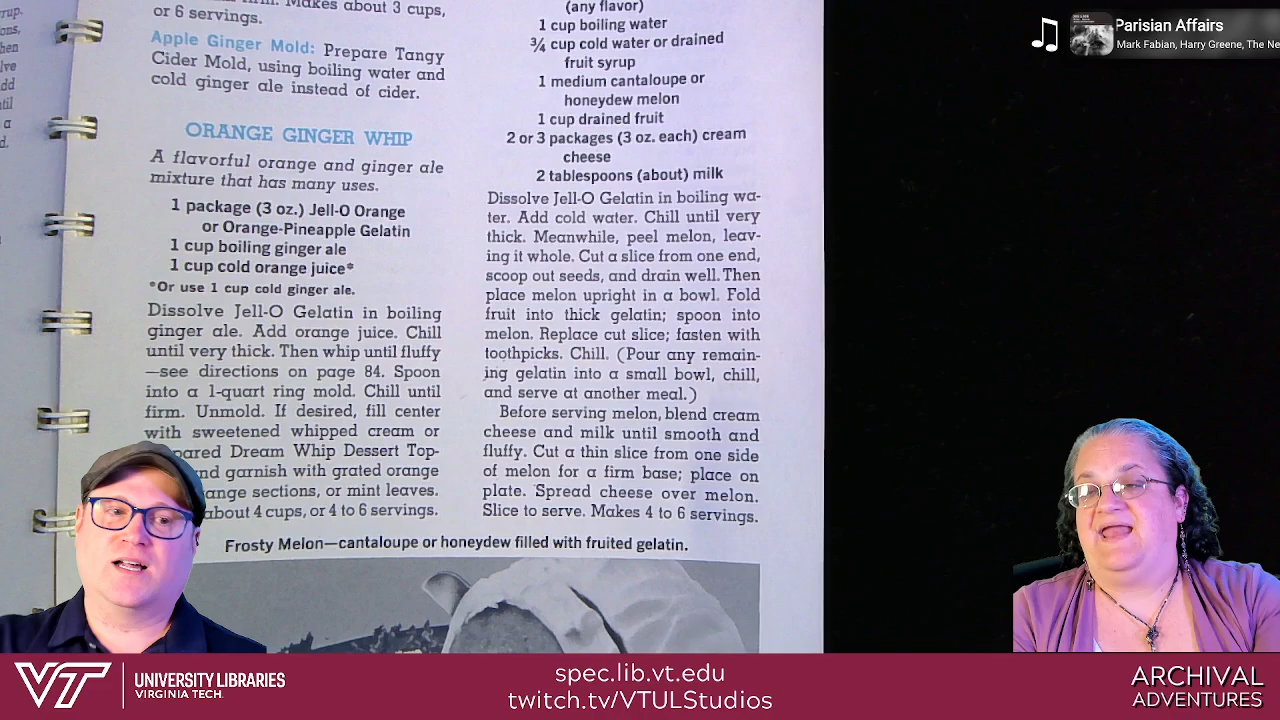 rm. Makes about 3 cups,
or 6 servings.
Apple Ginger Mold: Prepare Tangy
Cider Mold, using boiling water and
cold ginger ale instead of cider.
ORANGE GINGER WHIP
A flavorful orange and ginger ale
mixture that has many uses.
1 package (3 oz.) Jell-O Orange
or Orange-Pineapple Gelatin
1 cup boiling ginger ale
1 cup cold orange juice*
*Or use 1 cup cold ginger ale.
Dissolve Jell-O Gelatin in boiling
ginger ale. Add orange juice. Chill
until very thick. Then whip until fluffy
—see directions on page 84. Spoon
into a 1-quart ring mold. Chill until
firm. Unmold. If desired, fill center
with sweetened whipped cream or
pared Dream Whip Dessert Top-
nd garnish with grated orange
ange sections, or mint leaves.
about 4 cups, or 4 to 6 servings.
(any flavor)
1 cup boiling water
¾ cup cold water or drained
fruit syrup
1 medium cantaloupe or
honeydew melon
1 cup drained fruit
2 or 3 packages (3 oz. each) cream
cheese
2 tablespoons (about) milk
Dissolve Jell-O Gelatin in boiling wa-
ter. Add cold water. Chill until very
thick. Meanwhile, peel melon, leav-
ing it whole. Cut a slice from one end,
scoop out seeds, and drain well. Then
place melon upright in a bowl. Fold
fruit into thick gelatin; spoon into
melon. Replace cut slice; fasten with
toothpicks. Chill. (Pour any remain-
ing gelatin into a small bowl, chill,
and serve at another meal.)
Before serving melon, blend cream
cheese and milk until smooth and
fluffy. Cut a thin slice from one side
of melon for a firm base; place on
plate. Spread cheese over melon.
Slice to serve. Makes 4 to 6 servings.
Frosty Melon—cantaloupe or honeydew filled with fruited gelatin.
Parisian Affairs
Mark Fabian, Harry Greene, The Ne
VT
UNIVERSITY LIBRARIES
VIRGINIA TECH
spec.lib.vt.edu
twitch.tv/VTULStudios
ARCHIVAL
ADVENTURES